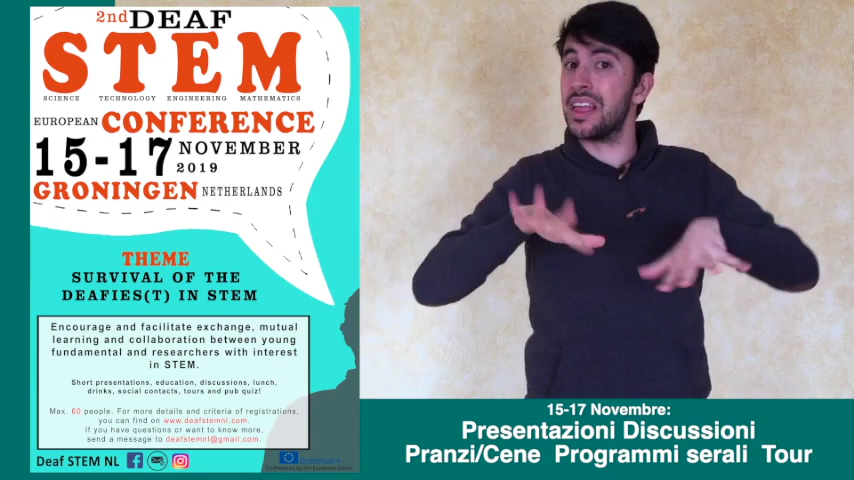 2nd DEAF
STEM
SCIENCE TECHNOLOGY ENGINEERING MATHEMATICS
EUROPEAN CONFERENCE
15-17 NOVEMBER
2019
GRONINGEN NETHERLANDS
THEME
SURVIVAL OF THE
DEAFIES(T) IN STEM
Encourage and facilitate exchange, mutual
learning and collaboration between young
fundamental and researchers with interest
in STEM.
Short presentations, education, discussions, lunch,
drinks, social contacts, tours and pub quiz!
Max. 60 people. For more details and criteria of registrations,
you can find on www.deafstemnl.com.
If you have questions or want to know more,
send a message to deafstemnl@gmail.com.
Deaf STEM NL
Erasmus+
Co-financed by the European Union
15-17 Novembre:
Presentazioni Discussioni
Pranzi/Cene Programmi serali Tour